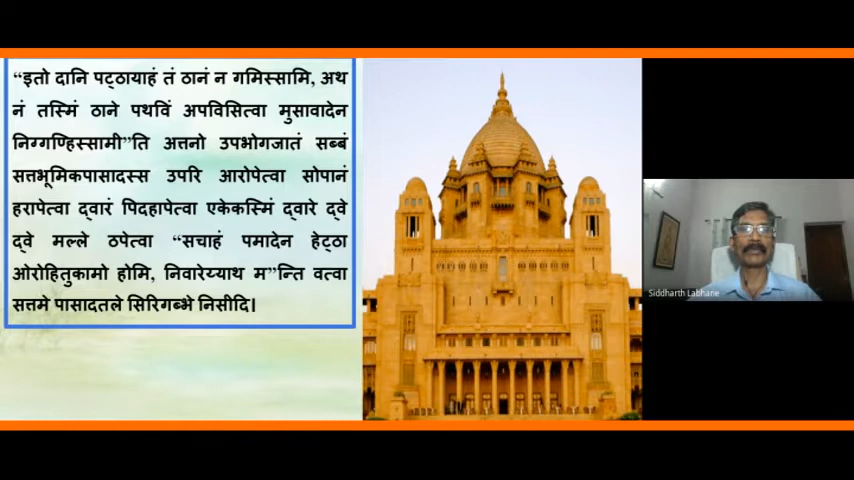 “इतो दानि पट्ठायाहं तं ठानं न गमिस्सामि, अथ
नं तस्मिं ठाने पथविं अपविसित्वा मुसावादेन
निग्गण्हिस्सामी”ति अत्तनो उपभोगजातं सब्बं
सत्तभूमिकपासादस्स उपरि आरोपेत्वा सोपानं
हरापेत्वा द्वारं पिदहापेत्वा एकेकस्मिं द्वारे द्वे
द्वे मल्ले ठपेत्वा “सचाहं पमादेन हेट्ठा
ओरोहितुकामो होमि, निवारेय्याथ म”न्ति वत्वा
सत्तमे पासादतले सिरिगब्भे निसीदि।
Siddharth Labhane